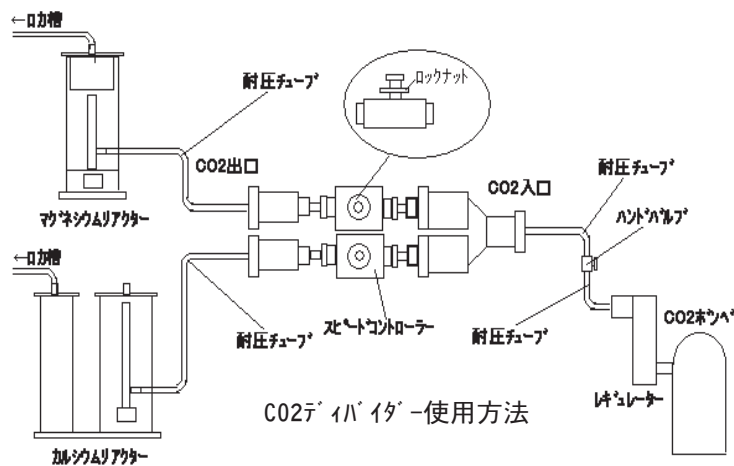 ←ロカ槽
耐圧チューブ
ロックナット
CO2出口
CO2入口
耐圧チューブ
ハンドバルブ
マグネシウムリアクター
←ロカ槽
耐圧チューブ
スピードコントローラー
耐圧チューブ
CO2ボンベ
レギュレーター
CO2ディバイダー使用方法
カルシウムリアクター